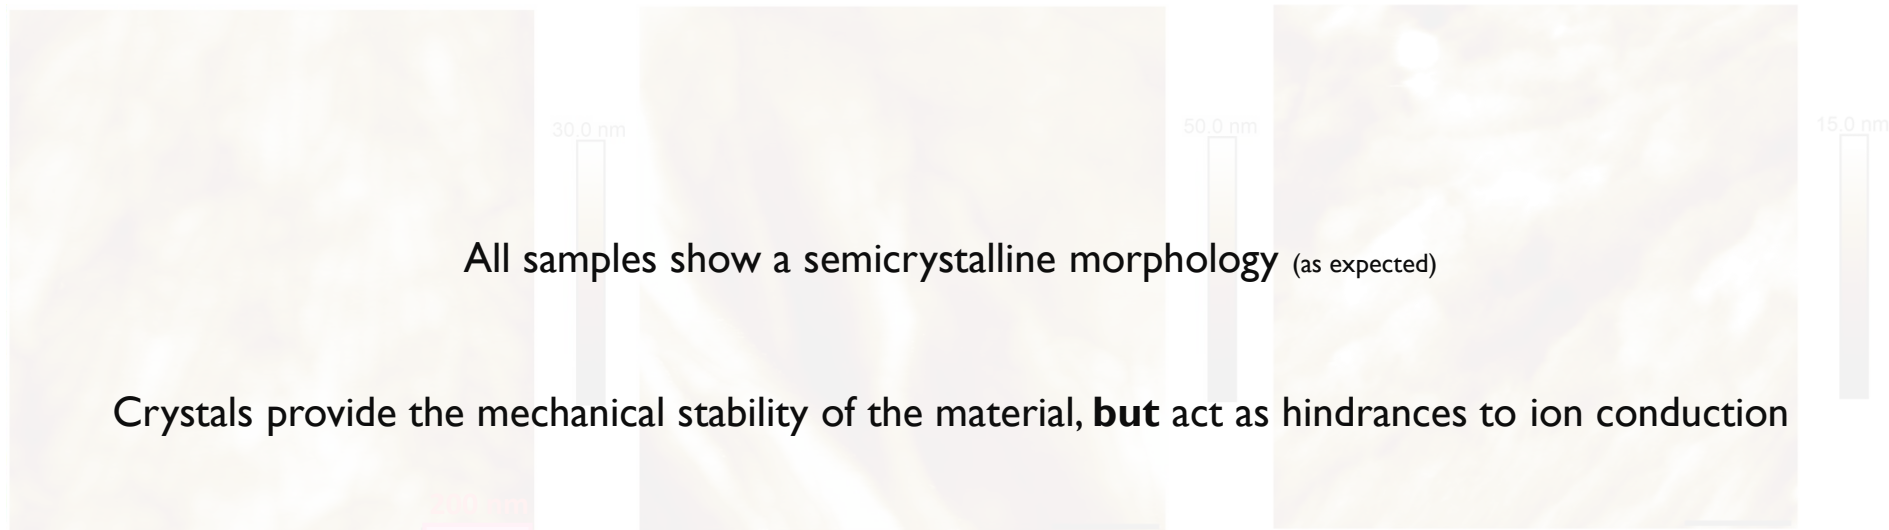 30.0 nm
50.0 nm
15.0 nm
All samples show a semicrystalline morphology (as expected)
Crystals provide the mechanical stability of the material, but act as hindrances to ion conduction